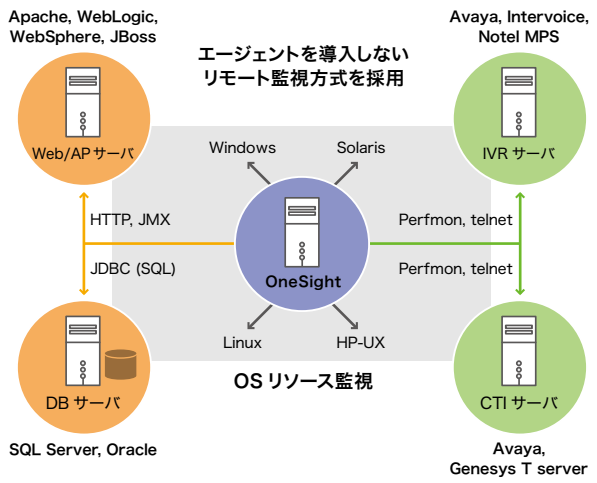 Apache, WebLogic,
WebSphere, JBoss
エージェントを導入しない
リモート監視方式を採用
Avaya, Intervoice,
Notel MPS
Web/AP サーバ
Windows
Solaris
IVR サーバ
HTTP, JMX
Perfmon, telnet
OneSight
JDBC (SQL)
Perfmon, telnet
Linux
HP-UX
DB サーバ
OS リソース監視
CTI サーバ
SQL Server, Oracle
Avaya,
Genesys T server